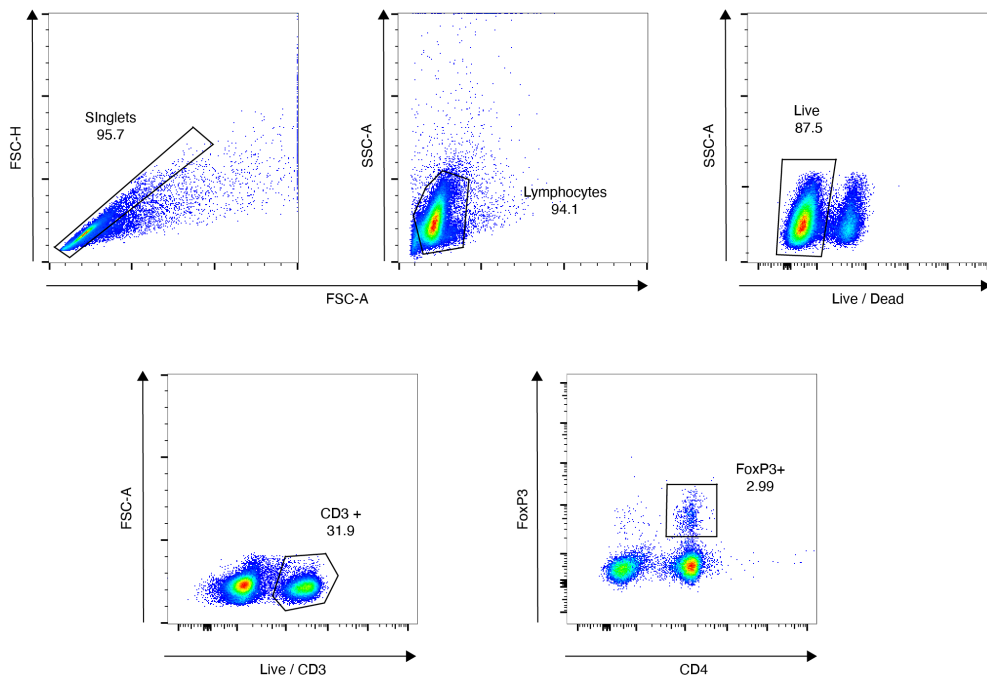 FSC-H
SInglets
95.7
SSC-A
Lymphocytes
94.1
FSC-A
SSC-A
Live
87.5
Live / Dead
FSC-A
CD3 +
31.9
Live / CD3
FoxP3
FoxP3+
2.99
CD4